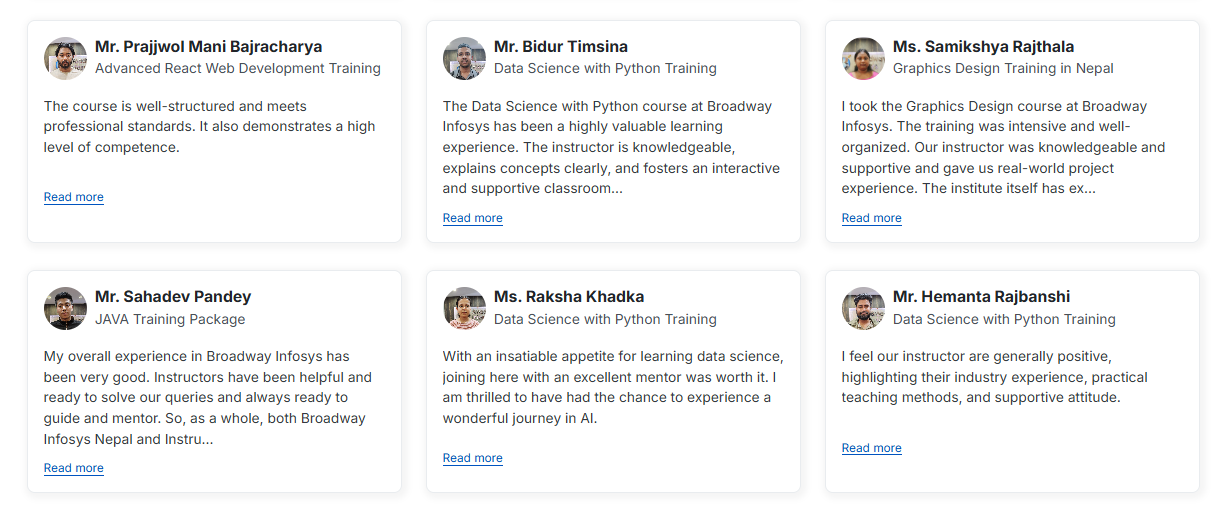 Mr. Prajjwol Mani Bajracharya
Advanced React Web Development Training
The course is well-structured and meets
professional standards. It also demonstrates a high
level of competence.
Read more
Mr. Bidur Timsina
Data Science with Python Training
The Data Science with Python course at Broadway
Infosys has been a highly valuable learning
experience. The instructor is knowledgeable,
explains concepts clearly, and fosters an interactive
and supportive classroom...
Read more
Ms. Samikshya Rajthala
Graphics Design Training in Nepal
I took the Graphics Design course at Broadway
Infosys. The training was intensive and well-
organized. Our instructor was knowledgeable and
supportive and gave us real-world project
experience. The institute itself has ex...
Read more
Mr. Sahadev Pandey
JAVA Training Package
My overall experience in Broadway Infosys has
been very good. Instructors have been helpful and
ready to solve our queries and always ready to
guide and mentor. So, as a whole, both Broadway
Infosys Nepal and Instru...
Read more
Ms. Raksha Khadka
Data Science with Python Training
With an insatiable appetite for learning data science,
joining here with an excellent mentor was worth it. I
am thrilled to have had the chance to experience a
wonderful journey in AI.
Read more
Mr. Hemanta Rajbanshi
Data Science with Python Training
I feel our instructor are generally positive,
highlighting their industry experience, practical
teaching methods, and supportive attitude.
Read more